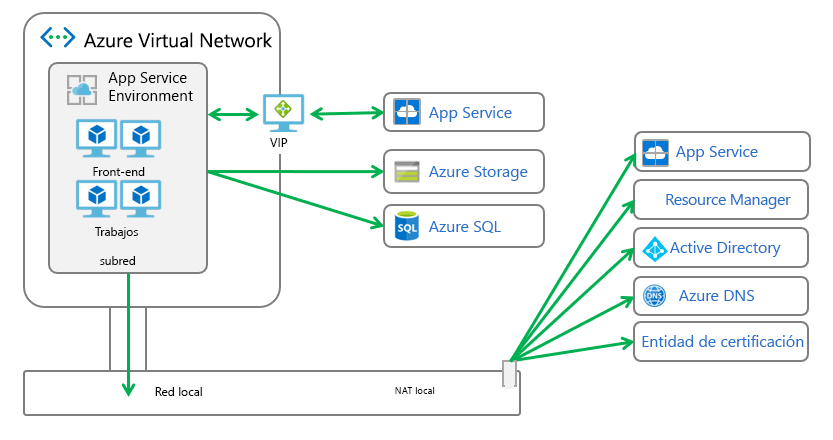 Azure Virtual Network
App Service
Environment
Front-end
Trabajos
subred
VIP
App Service
Azure Storage
SQL
Azure SQL
App Service
Resource Manager
Active Directory
DNS
Azure DNS
Entidad de certificación
Red local
NAT local